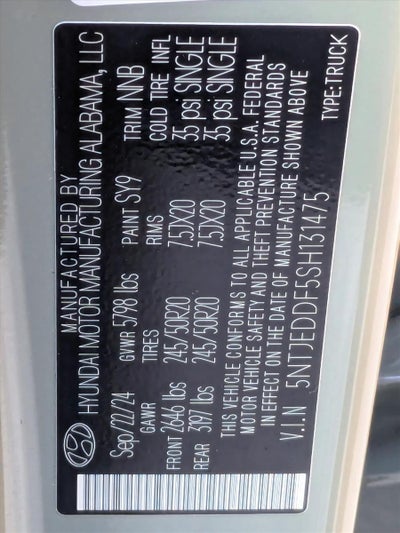 MANUFACTURED BY
HYUNDAI MOTOR MANUFACTURING ALABAMA, LLC
Sep/22/24 PAINT SY9 TRIM NNB
GVWR 5798 lbs
GAWR TIRES RIMS COLD TIRE INFL
FRONT 2646 lbs 245/50R20 7.5JX20 35 psi SINGLE
REAR 3197 lbs 245/50R20 7.5JX20 35 psi SINGLE
THIS VEHICLE CONFORMS TO ALL APPLICABLE U.S.A. FEDERAL
MOTOR VEHICLE SAFETY AND THEFT PREVENTION STANDARDS
IN EFFECT ON THE DATE OF MANUFACTURE SHOWN ABOVE
V.I.N 5NTJEDDF5SH131475
TYPE:TRUCK